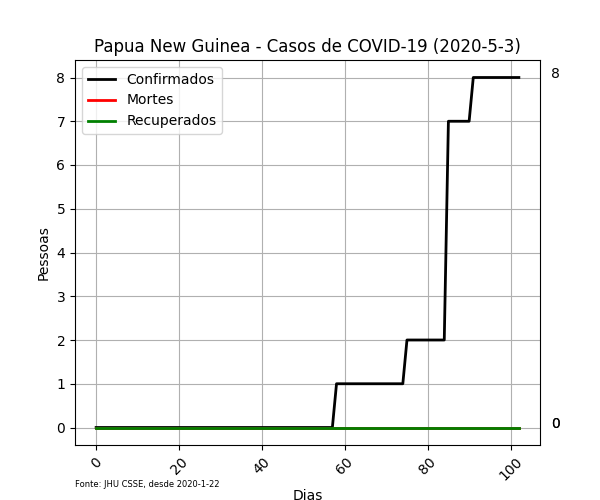 Papua New Guinea - Casos de COVID-19 (2020-5-3)
Confirmados
Mortes
Recuperados
8
8
7
6
5
4
3
2
1
0
0
Pessoas
0
20
40
60
80
100
Fonte: JHU CSSE, desde 2020-1-22
Dias